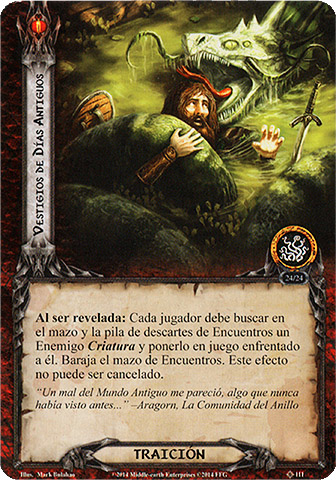 VESTIGIOS DE DÍAS ANTIGUOS
24/24
Al ser revelada: Cada jugador debe buscar en
el mazo y la pila de descartes de Encuentros un
Enemigo Criatura y ponerlo en juego enfrentado
a él. Baraja el mazo de Encuentros. Este efecto
no puede ser cancelado.
“Un mal del Mundo Antiguo me pareció, algo que nunca
había visto antes...” –Aragorn, La Comunidad del Anillo
TRAICIÓN
Illus. Mark Bulahao
©2014 Middle-earth Enterprises ©2014 FFG
111